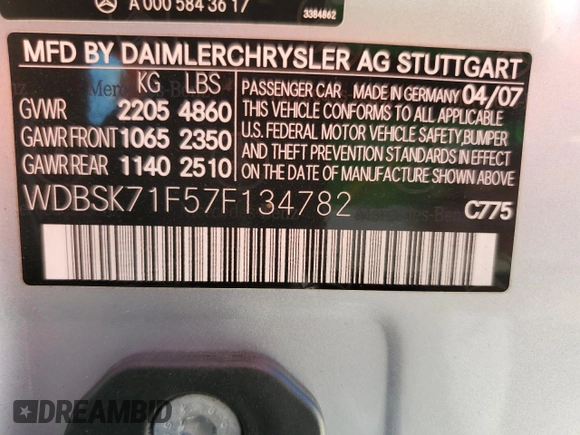 A 000 584 36 17
3384862
MFD BY DAIMLERCHRYSLER AG STUTTGART
KG LBS
GVWR 2205 4860
GAWR FRONT 1065 2350
GAWR REAR 1140 2510
PASSENGER CAR MADE IN GERMANY 04/07
THIS VEHICLE CONFORMS TO ALL APPLICABLE
U.S. FEDERAL MOTOR VEHICLE SAFETY, BUMPER
AND THEFT PREVENTION STANDARDS IN EFFECT
ON THE DATE OF MANUFACTURE SHOWN ABOVE
WDBSK71F57F134782
C775
DREAMBID